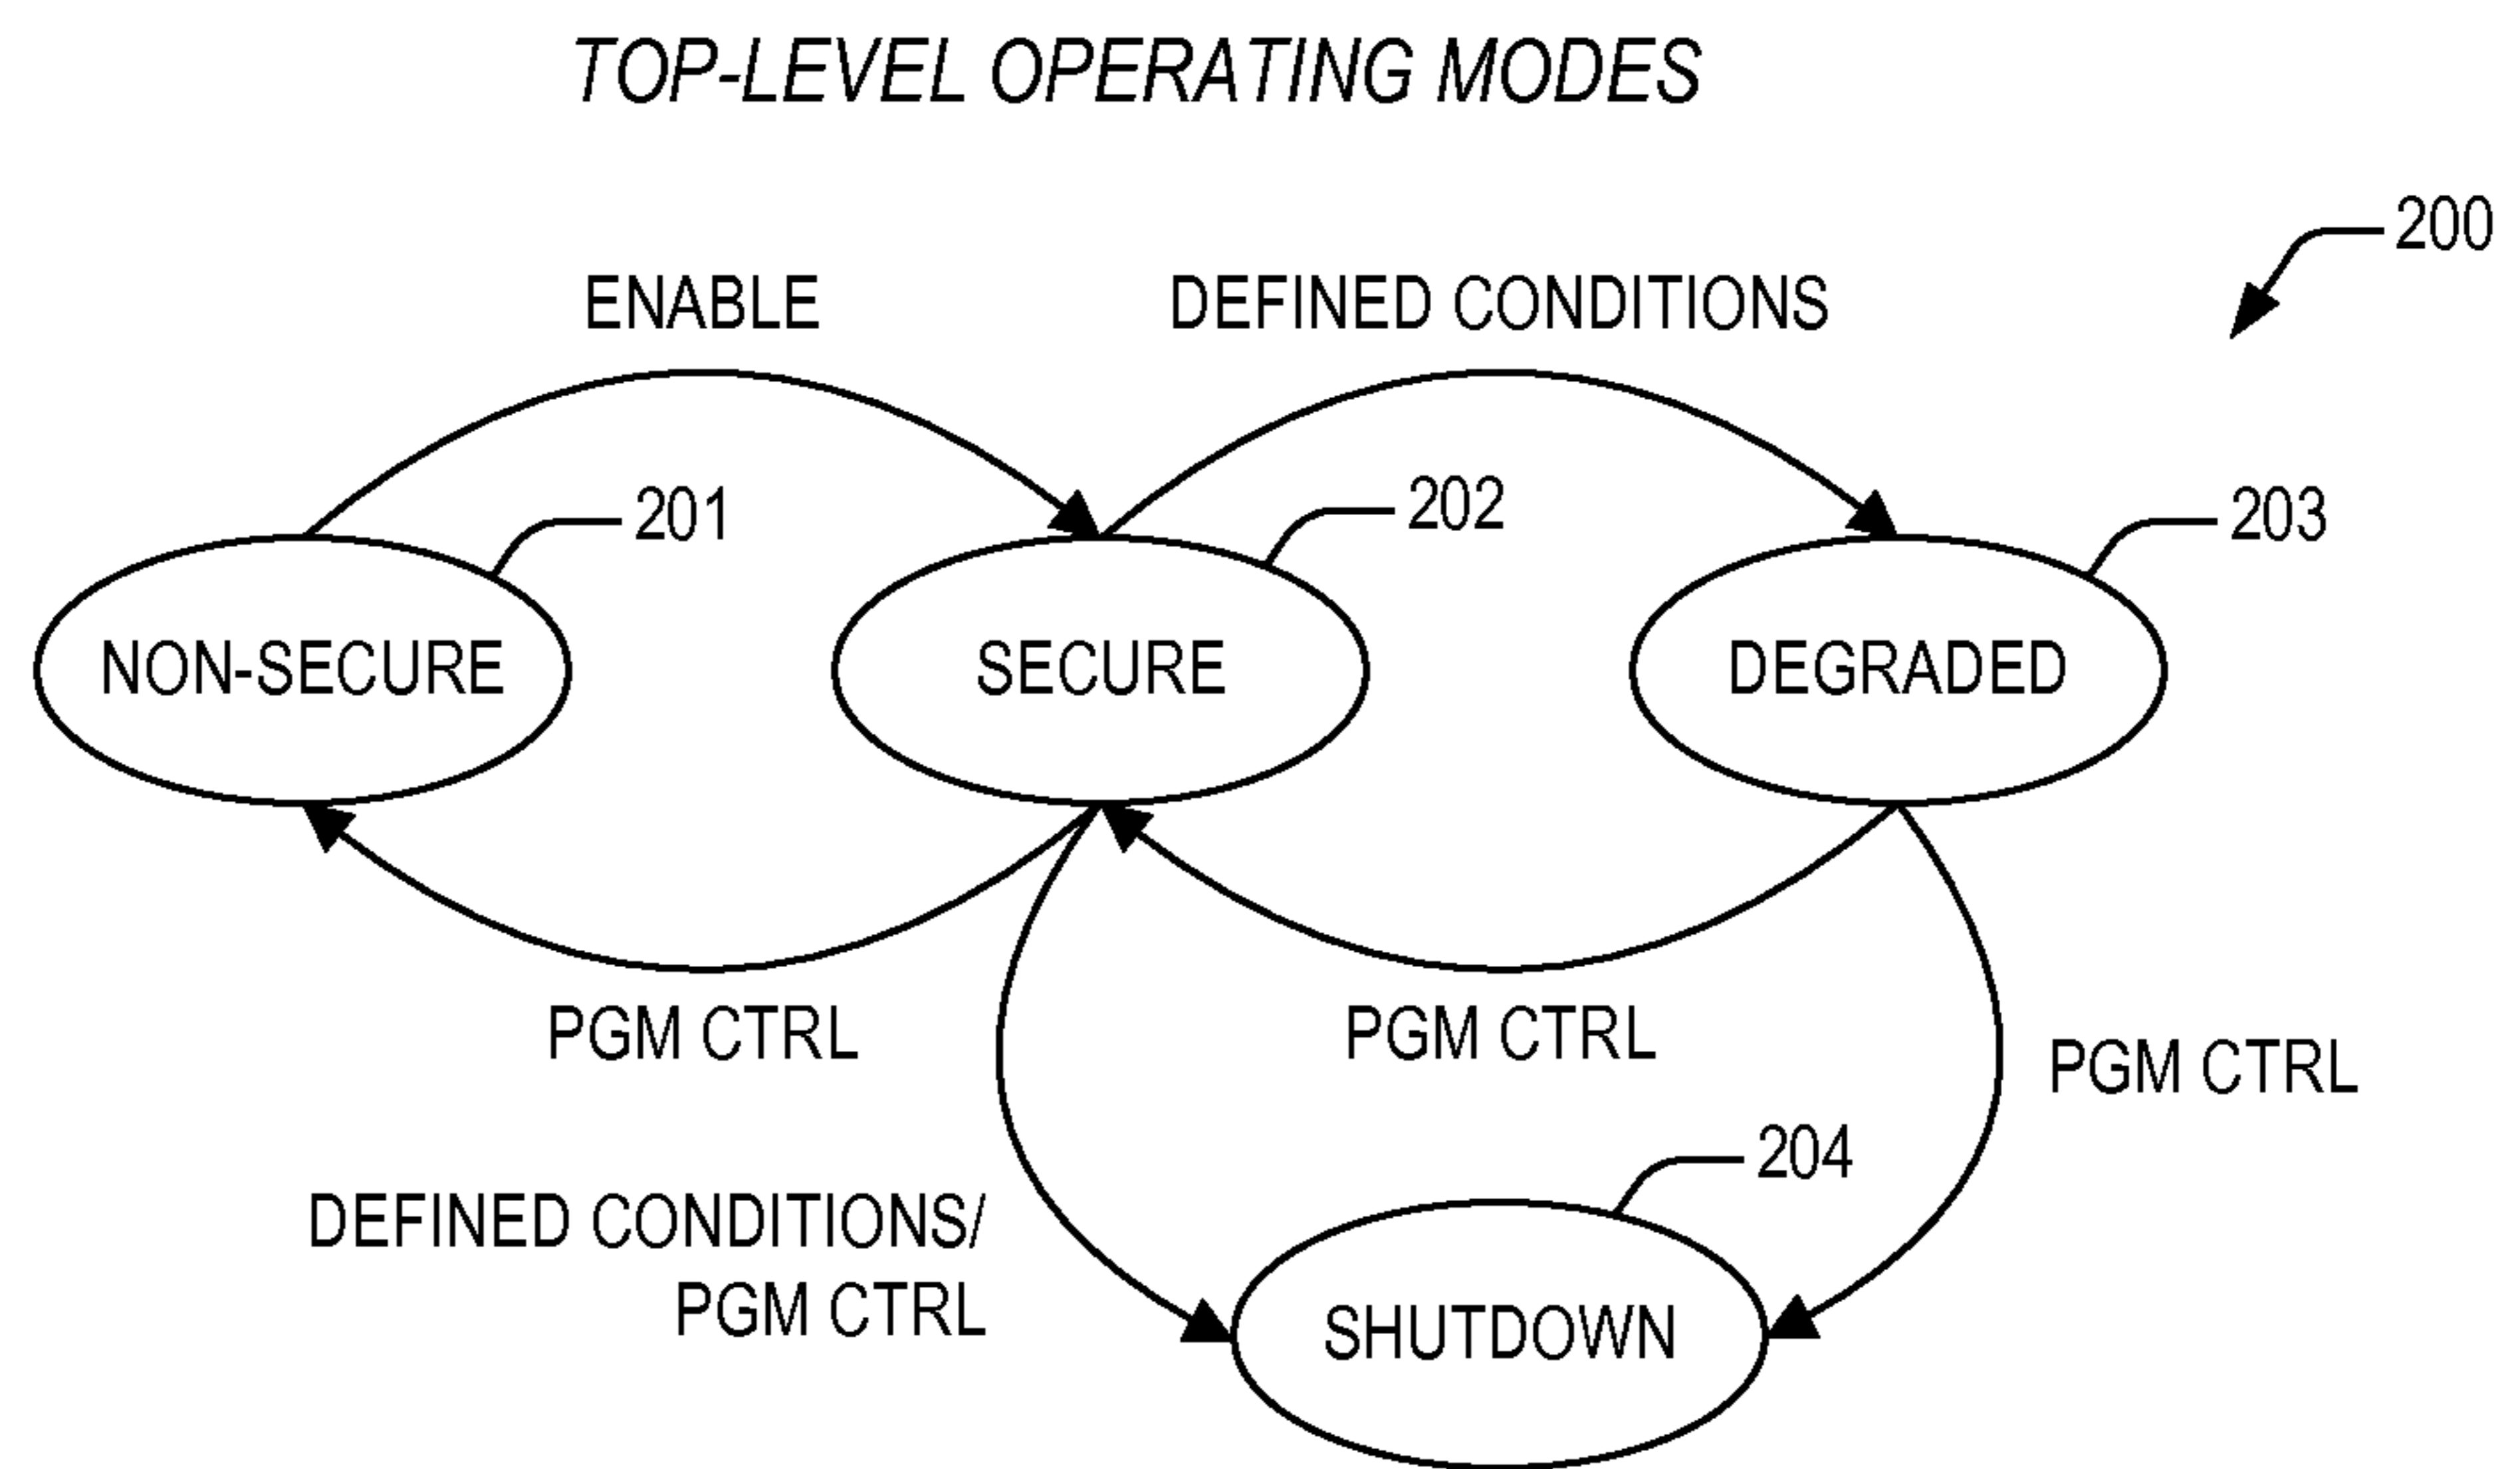 TOP-LEVEL OPERATING MODES
200
ENABLE
DEFINED CONDITIONS
201
202
203
NON-SECURE
SECURE
DEGRADED
PGM CTRL
PGM CTRL
PGM CTRL
204
DEFINED CONDITIONS/
PGM CTRL
SHUTDOWN